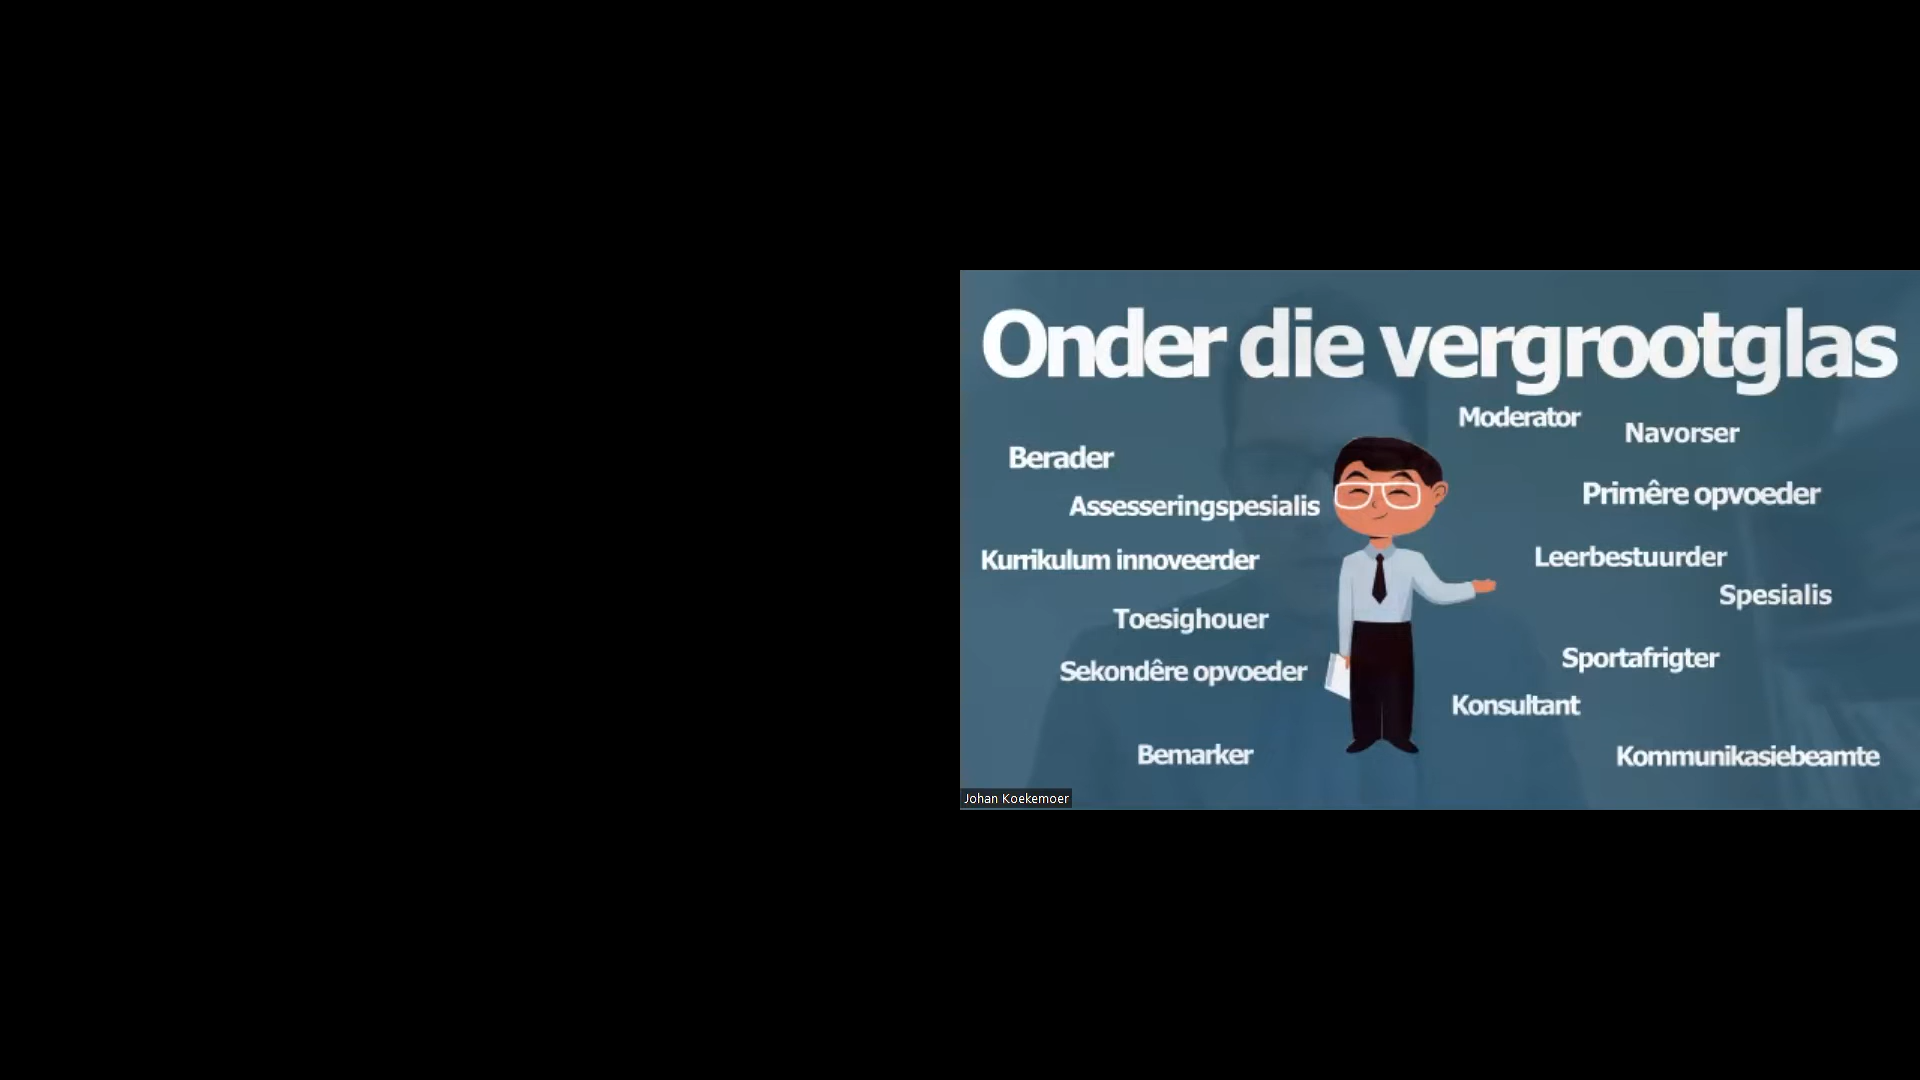 Onder die vergrootglas
Moderator
Navorser
Berader
Primêre opvoeder
Assesseringspesialis
Leerbestuurder
Kurrikulum innoveerder
Spesialis
Toesighouer
Sportafrigter
Sekondêre opvoeder
Konsultant
Bemarker
Kommunikasiebeamte
Johan Koekemoer